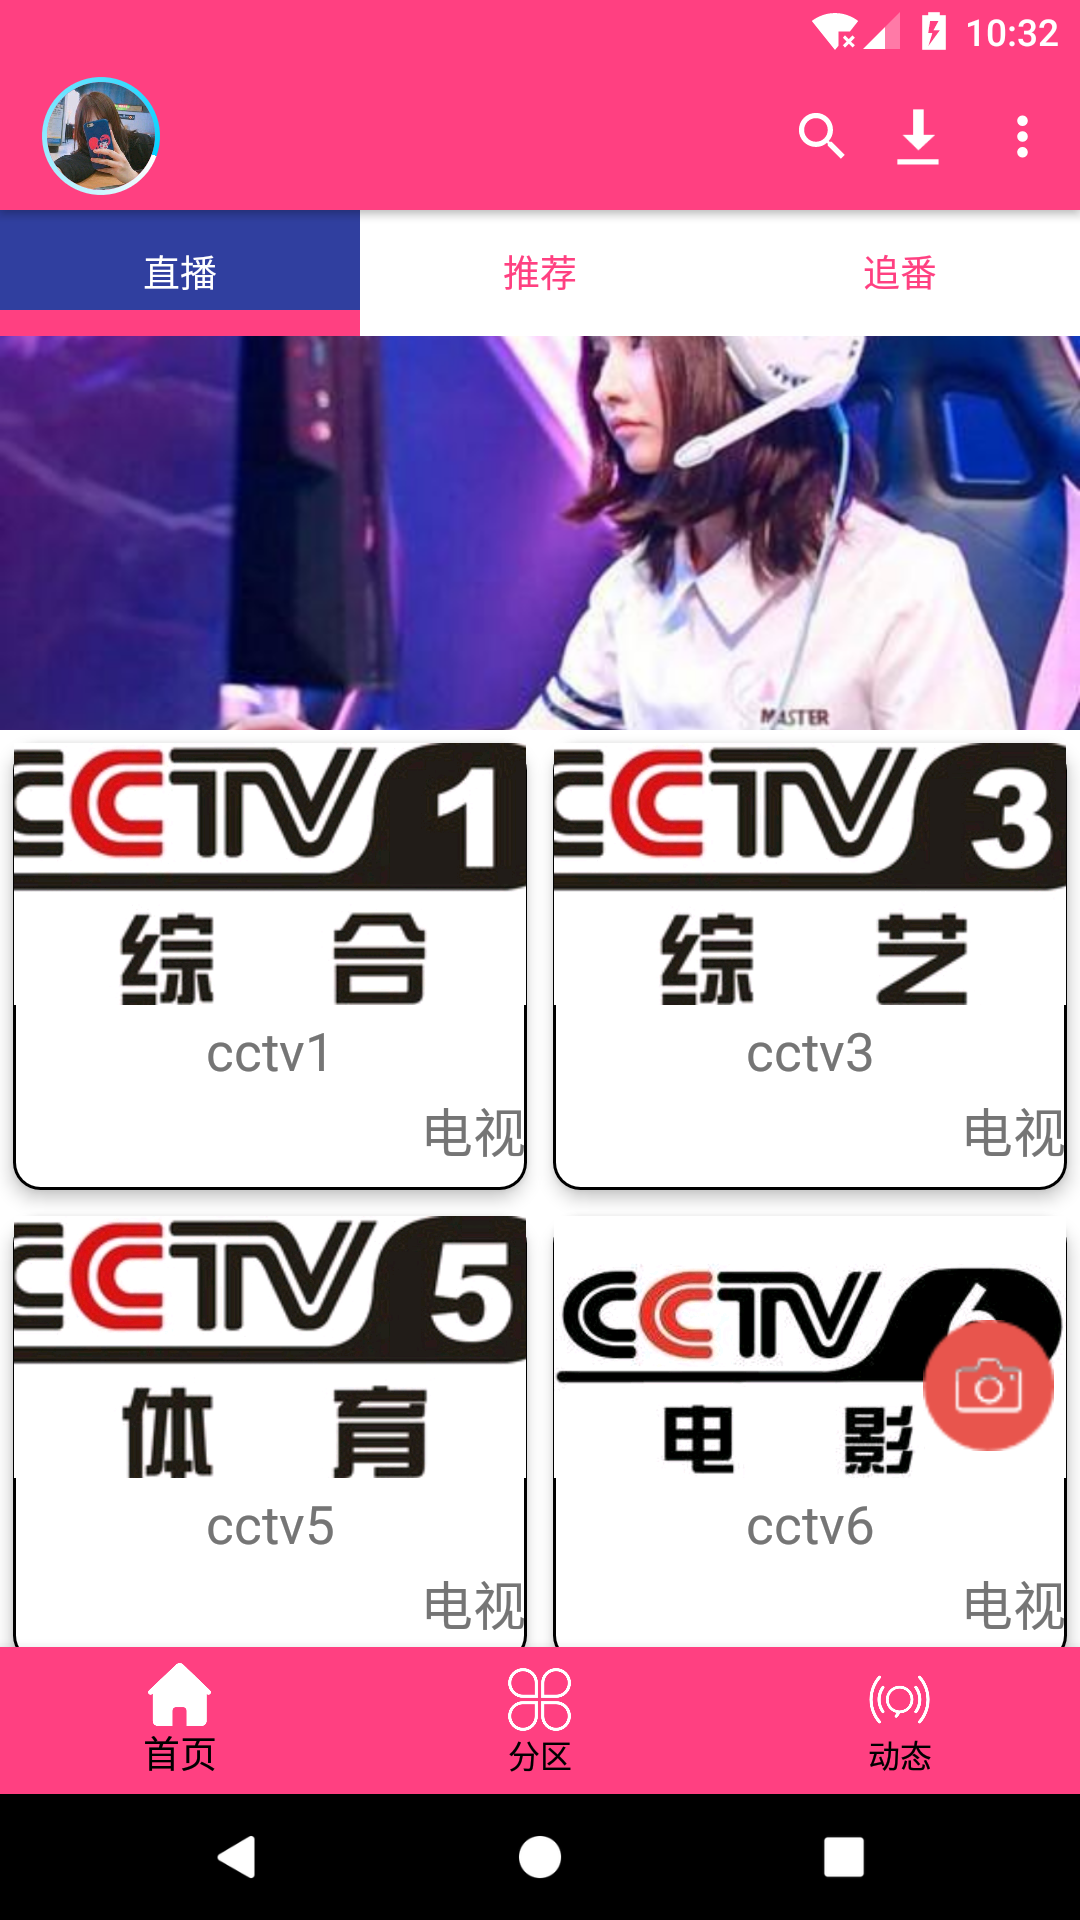 10:32
直播 推荐 追番
MASTER
CCTV 1 CCTV 3
综 合 综 艺
cctv1 cctv3
电视 电视
CCTV 5 CCTV 6
体 育 电 影
cctv5 cctv6
电视 电视
首页 分区 动态